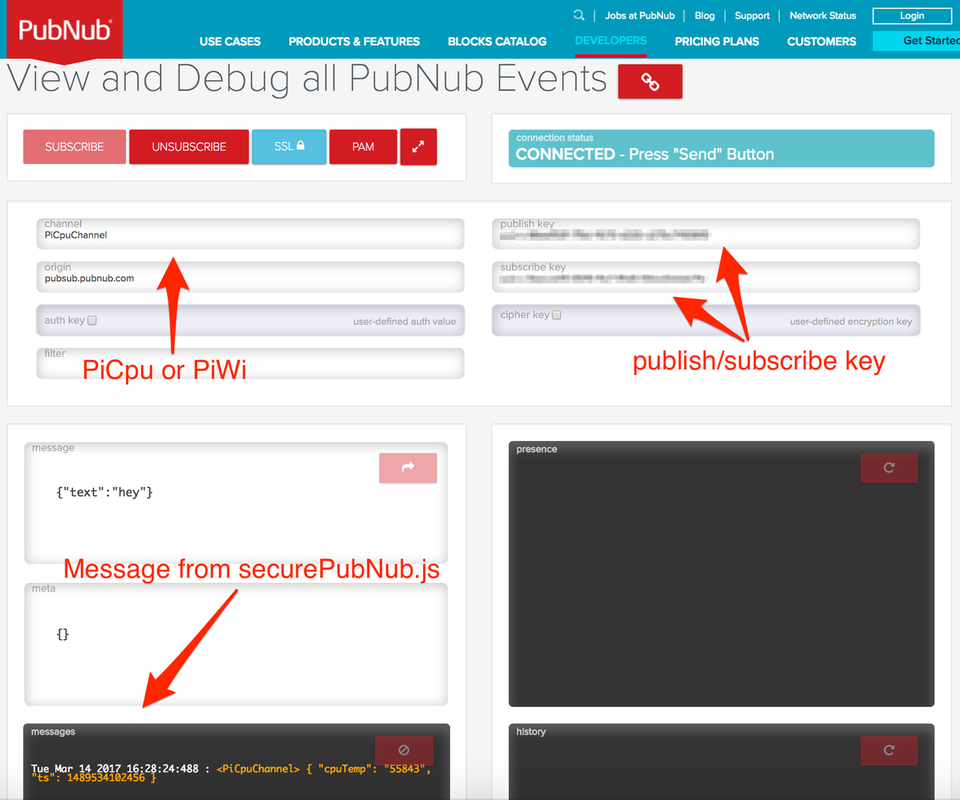 PubNub®
Jobs at PubNub | Blog | Support | Network Status Login
USE CASES PRODUCTS & FEATURES BLOCKS CATALOG DEVELOPERS PRICING PLANS CUSTOMERS Get Started
View and Debug all PubNub Events
SUBSCRIBE UNSUBSCRIBE SSL PAM
connection status
CONNECTED - Press "Send" Button
channel
PiCpuChannel
publish key
origin
pubsub.pubnub.com
subscribe key
auth key user-defined auth value
cipher key user-defined encryption key
filter
PiCpu or PiWi
publish/subscribe key
message
{"text":"hey"}
presence
Message from securePubNub.js
meta
{}
messages
Tue Mar 14 2017 16:28:24:488 : <PiCpuChannel> { "cpuTemp": "55843",
"ts": 1489534102456 }
history